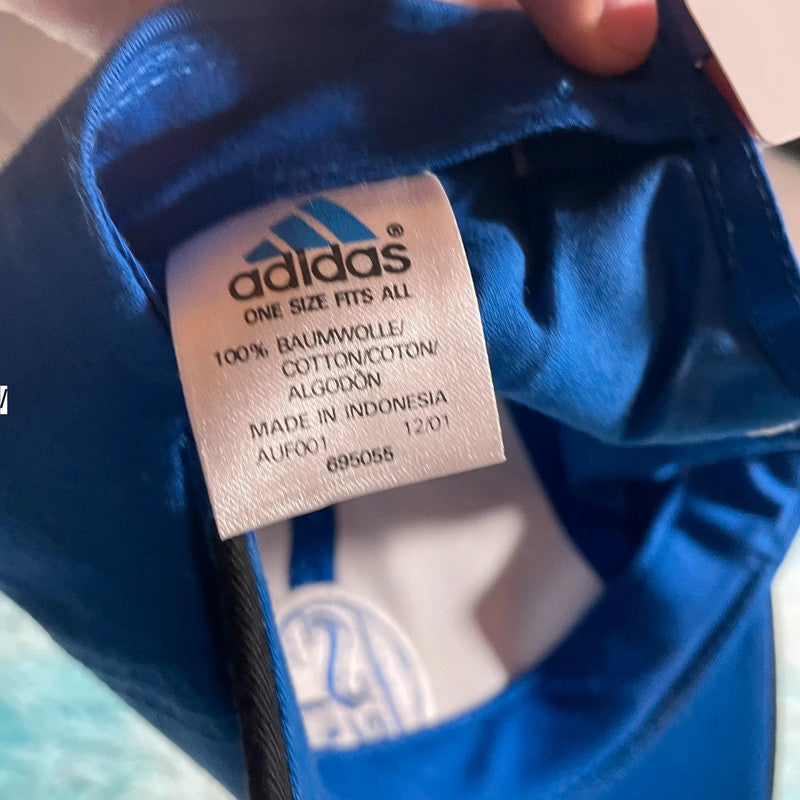 adidas®
ONE SIZE FITS ALL
100% BAUMWOLLE/
COTTON/COTON/
ALGODÒN
MADE IN INDONESIA
AUF001 12/01
695055